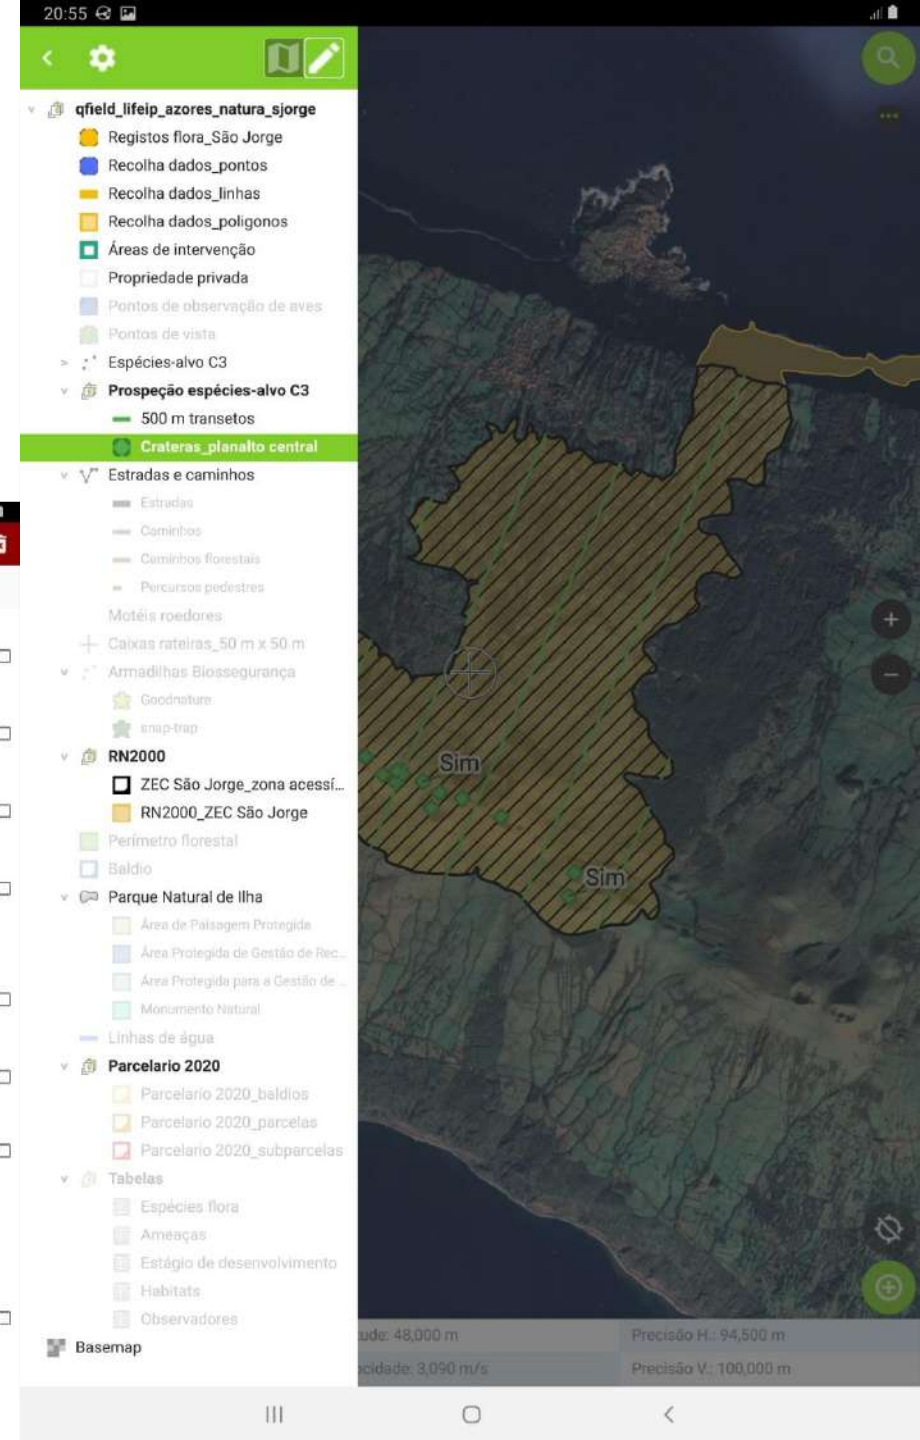 20:55
qfield_lifeip_azores_natura_sjorge
Registos flora_São Jorge
Recolha dados_pontos
Recolha dados_linhas
Recolha dados_poligonos
Áreas de intervenção
Propriedade privada
Pontos de observação de aves
Pontos de vista
Espécies-alvo C3
Prospeção espécies-alvo C3
500 m transetos
Crateras_planalto central
Estradas e caminhos
Estradas
Caminhos
Caminhos florestais
Percursos pedestres
Motéis roedores
Caixas rateiras_50 m x 50 m
Armadilhas Biossegurança
Goodnature
snap-trap
RN2000
ZEC São Jorge_zona acessí...
RN2000_ZEC São Jorge
Perímetro florestal
Baldio
Parque Natural de Ilha
Área de Paisagem Protegida
Área Protegida de Gestão de Rec...
Área Protegida para a Gestão de ...
Monumento Natural
Linhas de água
Parcelario 2020
Parcelario 2020_baldios
Parcelario 2020_parcelas
Parcelario 2020_subparcelas
Tabelas
Espécies flora
Ameaças
Estágio de desenvolvimento
Habitats
Observadores
Basemap
Sim
Sim
ude: 48,000 m
Precisão H.: 94,500 m
ocidade: 3,090 m/s
Precisão V.: 100,000 m